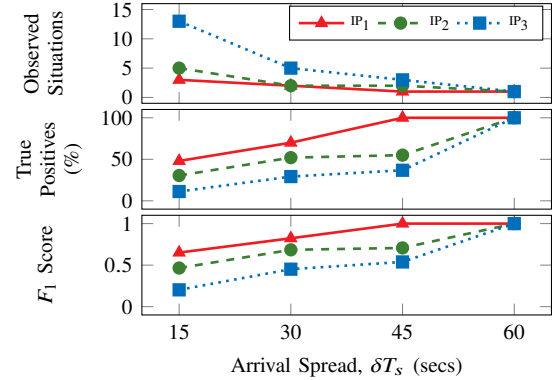 Observed
Situations
15
10
5
0
IP1 IP2 IP3
True
Positives
(%)
100
50
0
F1 Score
1
0.5
0
15 30 45 60
Arrival Spread, δTs (secs)